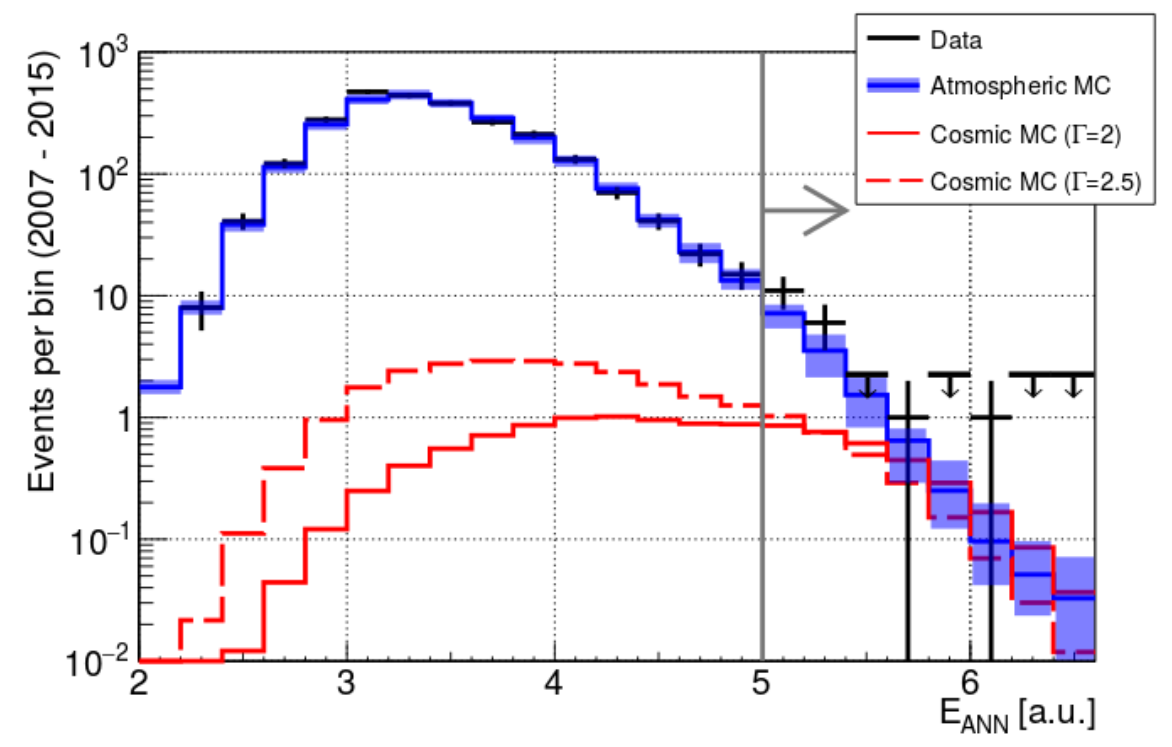 Data
Atmospheric MC
Cosmic MC (Γ=2)
Cosmic MC (Γ=2.5)
Events per bin (2007 - 2015)
10³
10²
10
1
10⁻¹
10⁻²
2 3 4 5 6
E_ANN [a.u.]